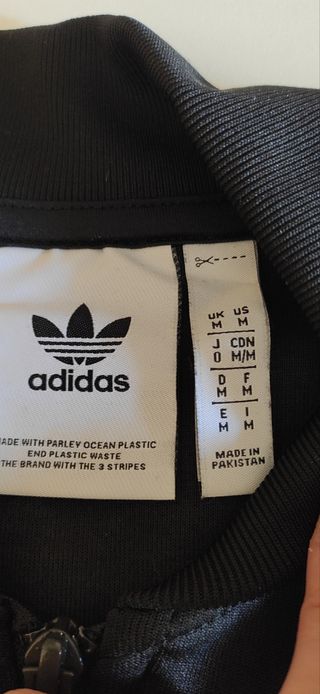 adidas
MADE WITH PARLEY OCEAN PLASTIC
END PLASTIC WASTE
THE BRAND WITH THE 3 STRIPES
UK US
M M
J CDN
O M/M
D F
M M
E I
M M
MADE IN
PAKISTAN